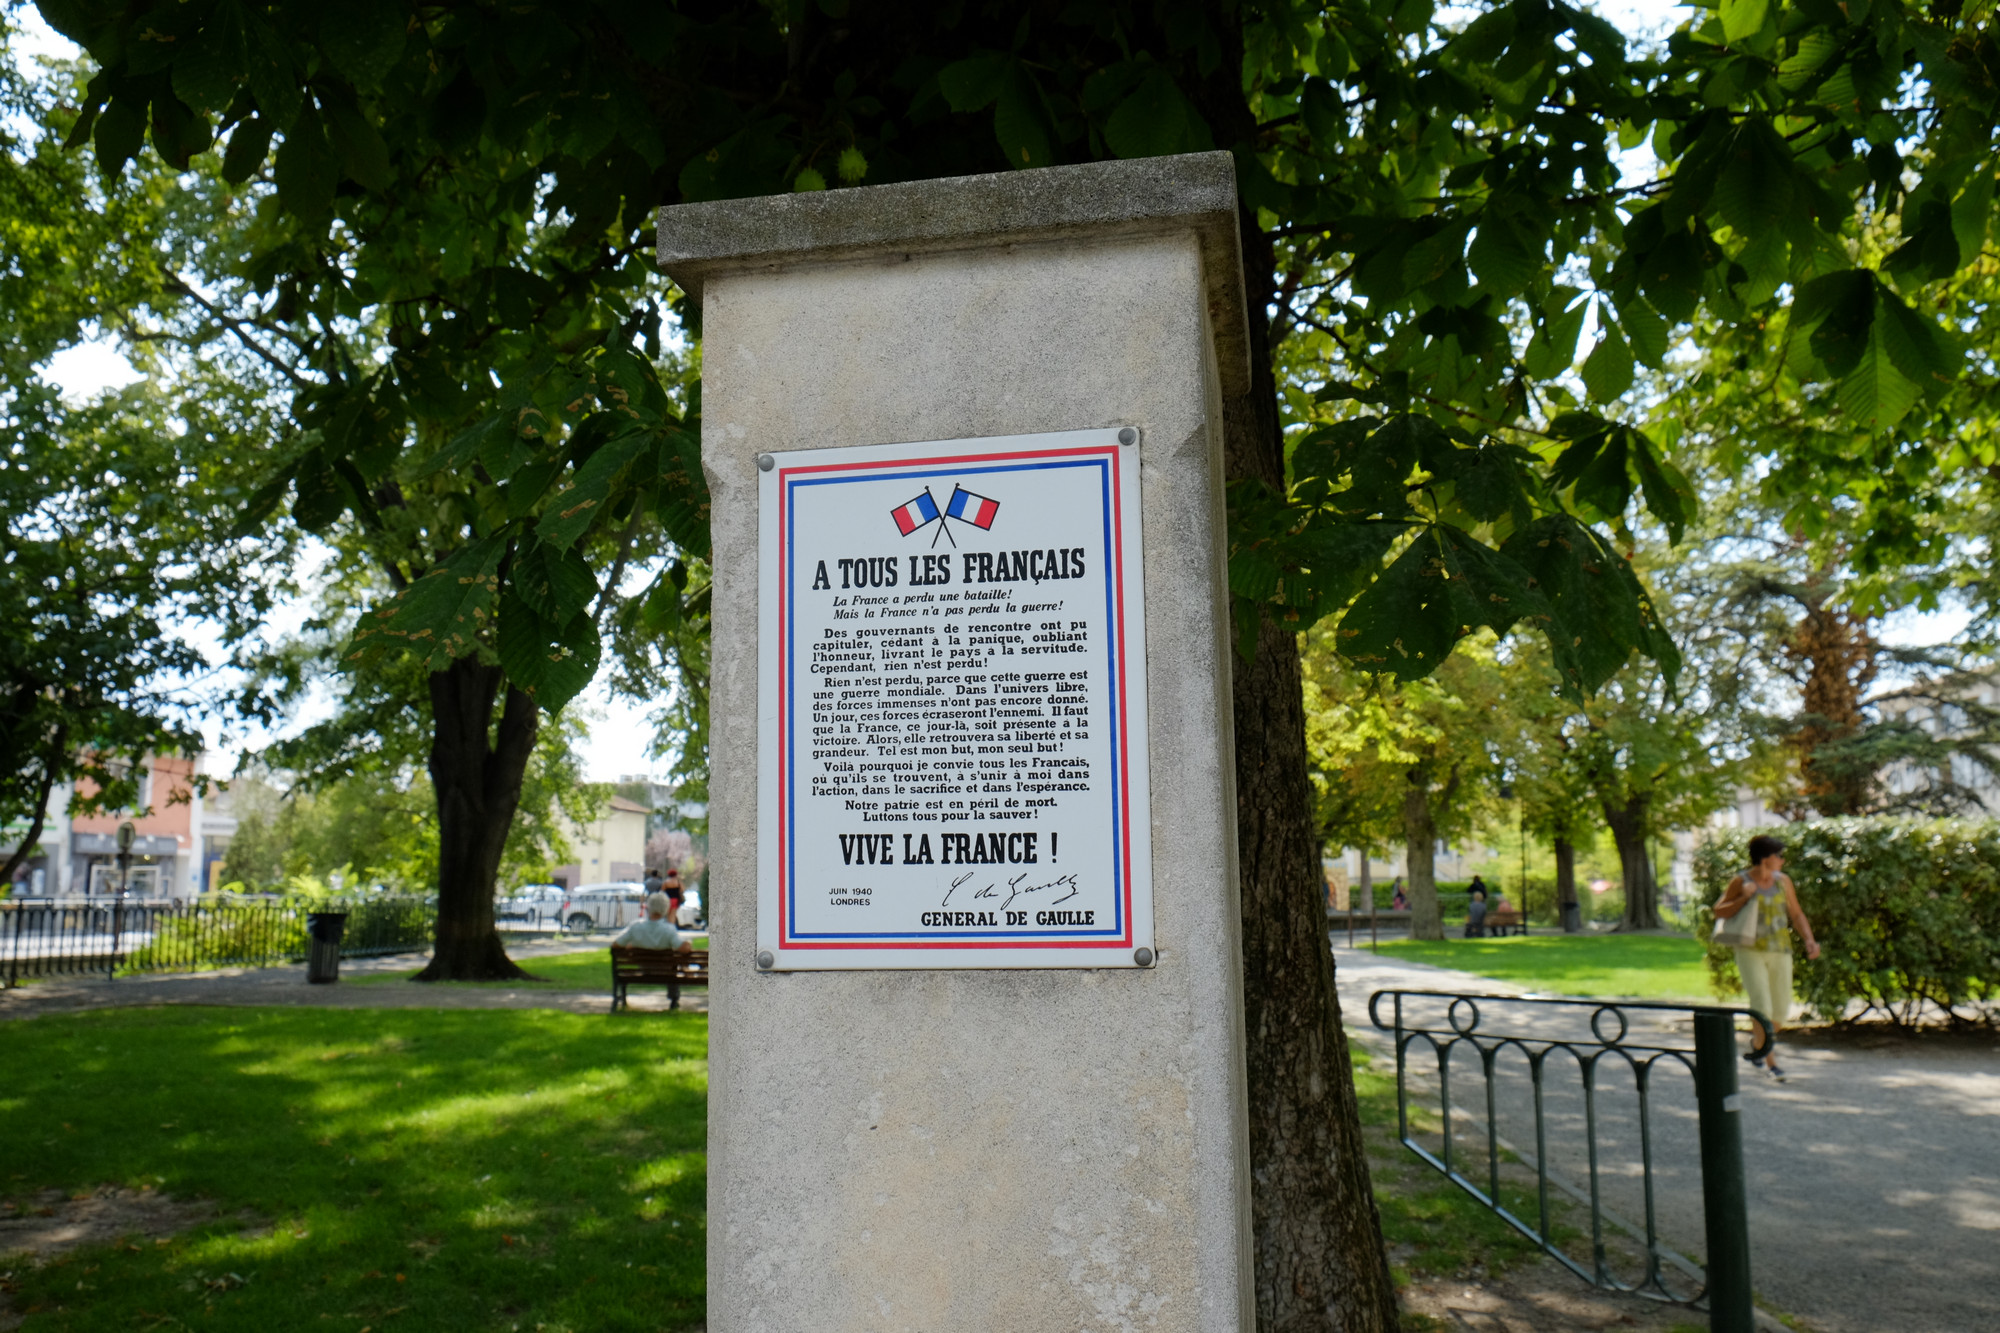 A TOUS LES FRANÇAIS
La France a perdu une bataille!
Mais la France n'a pas perdu la guerre!
Des gouvernants de rencontre ont pu
capituler, cédant à la panique, oubliant
l'honneur, livrant le pays à la servitude.
Cependant, rien n'est perdu!
Rien n'est perdu, parce que cette guerre est
une guerre mondiale. Dans l'univers libre,
des forces immenses n'ont pas encore donné.
Un jour, ces forces écraseront l'ennemi. Il faut
que la France, ce jour-là, soit présente à la
victoire. Alors, elle retrouvera sa liberté et sa
grandeur. Tel est mon but, mon seul but!
Voilà pourquoi je convie tous les Francais,
où qu'ils se trouvent, à s'unir à moi dans
l'action, dans le sacrifice et dans l'espérance.
Notre patrie est en péril de mort.
Luttons tous pour la sauver!
VIVE LA FRANCE !
JUIN 1940
LONDRES
C de Gaulle
GENERAL DE GAULLE